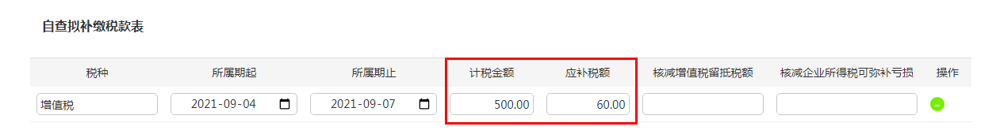 自查拟补缴税款表
税种 所属期起 所属期止 计税金额 应补税额 核减增值税留抵税额 核减企业所得税可弥补亏损 操作
增值税 2021-09-04 2021-09-07 500.00 60.00